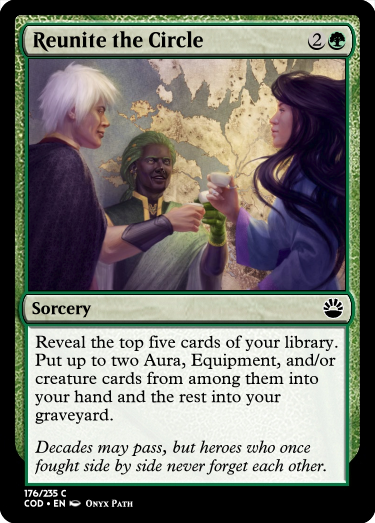 Reunite the Circle 2
Sorcery
Reveal the top five cards of your library.
Put up to two Aura, Equipment, and/or
creature cards from among them into
your hand and the rest into your
graveyard.
Decades may pass, but heroes who once
fought side by side never forget each other.
176/235 C
COD • EN Onyx Path